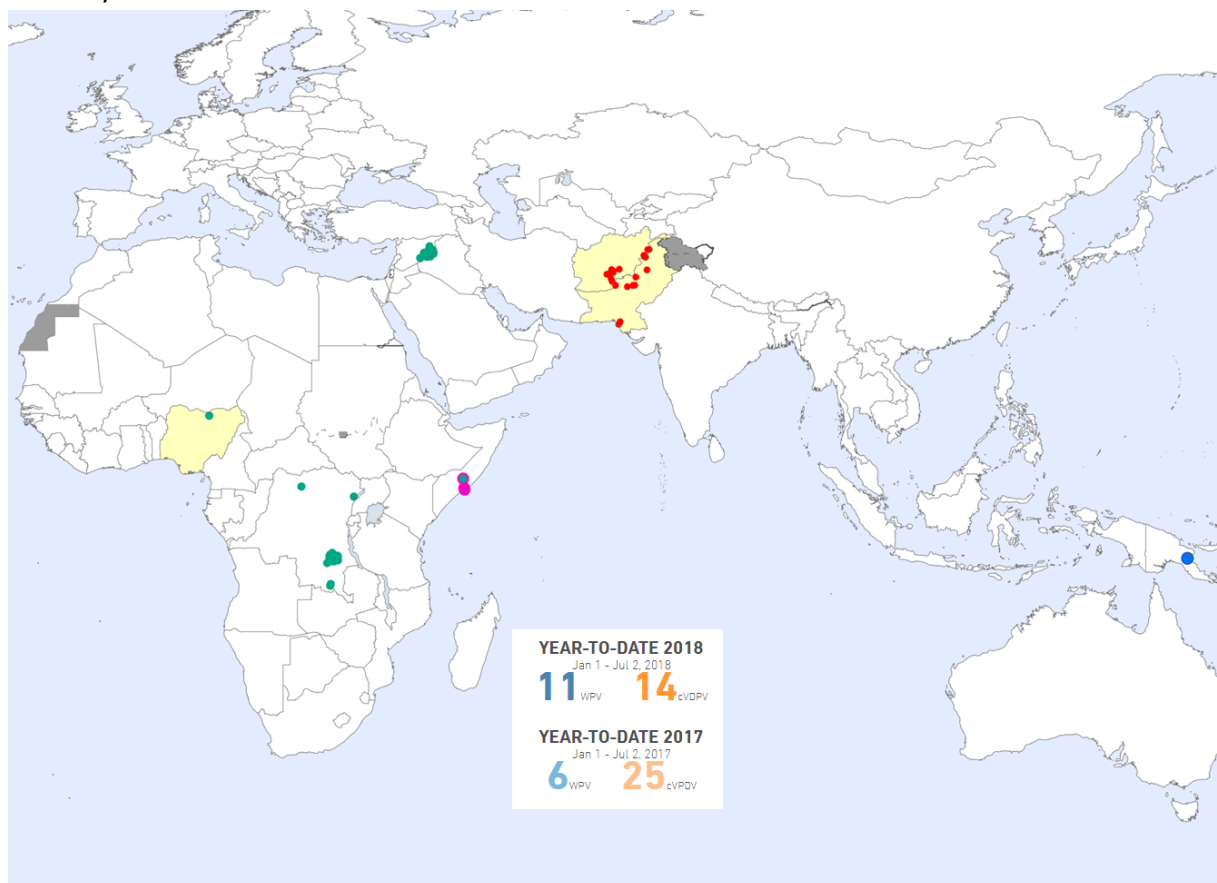 YEAR-TO-DATE 2018
Jan 1 - Jul 2, 2018
11 WPV 14 cVDPV
YEAR-TO-DATE 2017
Jan 1 - Jul 2, 2017
6 WPV 25 cVPDV